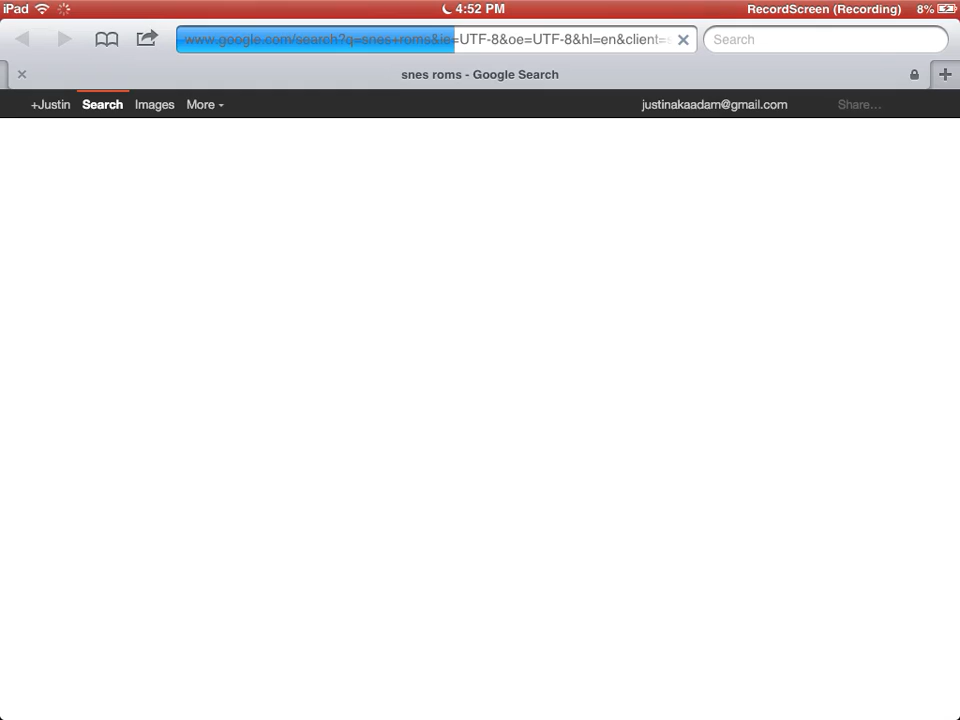 iPad 4:52 PM RecordScreen (Recording) 8%
www.google.com/search?q=snes+roms&ie=UTF-8&oe=UTF-8&hl=en&client= Search
snes roms - Google Search
+Justin Search Images More justinakaadam@gmail.com Share...